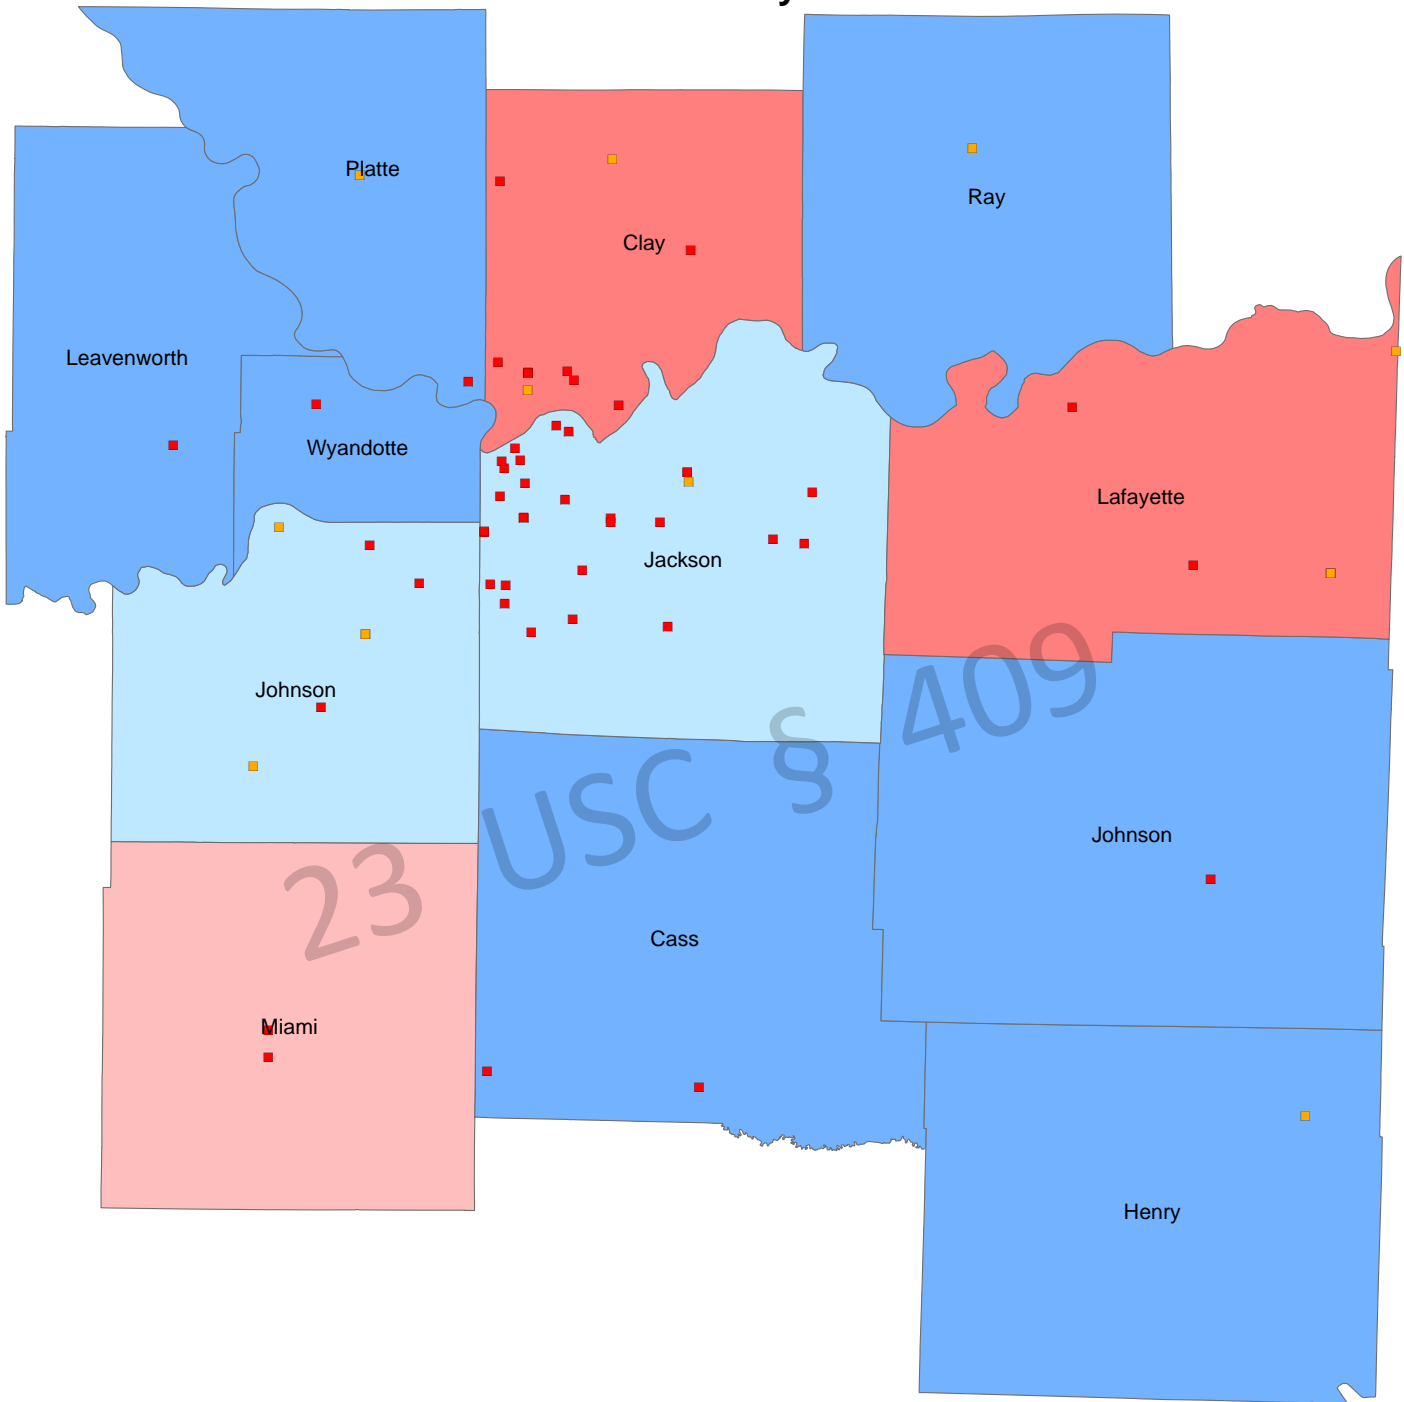 Platte
Ray
Clay
Leavenworth
Wyandotte
Lafayette
Jackson
Johnson
Johnson
Cass
Miami
Henry
23 USC § 409